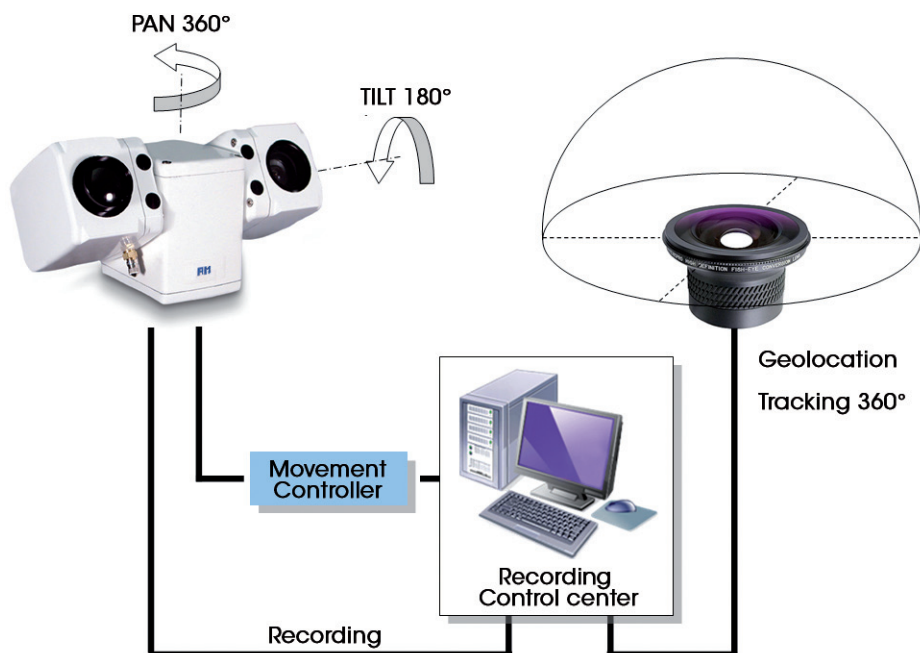 PAN 360°
TILT 180°
Geolocation
Tracking 360°
Movement
Controller
Recording
Control center
Recording